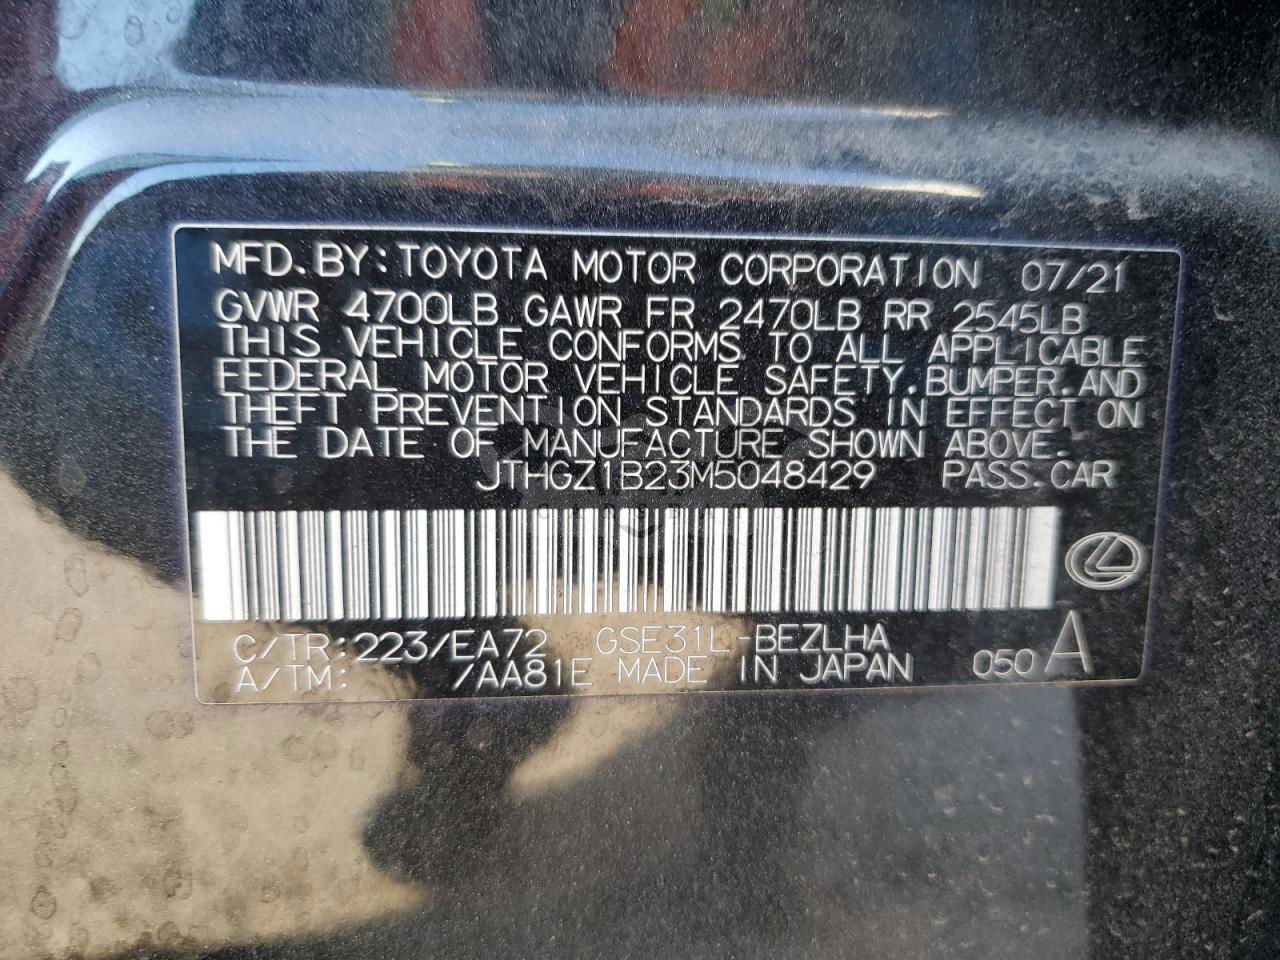 MFD.BY:TOYOTA MOTOR CORPORATION 07/21
GVWR 4700LB GAWR FR 2470LB RR 2545LB
THIS VEHICLE CONFORMS TO ALL APPLICABLE
FEDERAL MOTOR VEHICLE SAFETY.BUMPER.AND
THEFT PREVENTION STANDARDS IN EFFECT ON
THE DATE OF MANUFACTURE SHOWN ABOVE.
JTHGZ1B23M5048429 PASS.CAR
C/TR:223/EA72 GSE31L-BEZLHA
A/TM: /AA81E MADE IN JAPAN 050 A